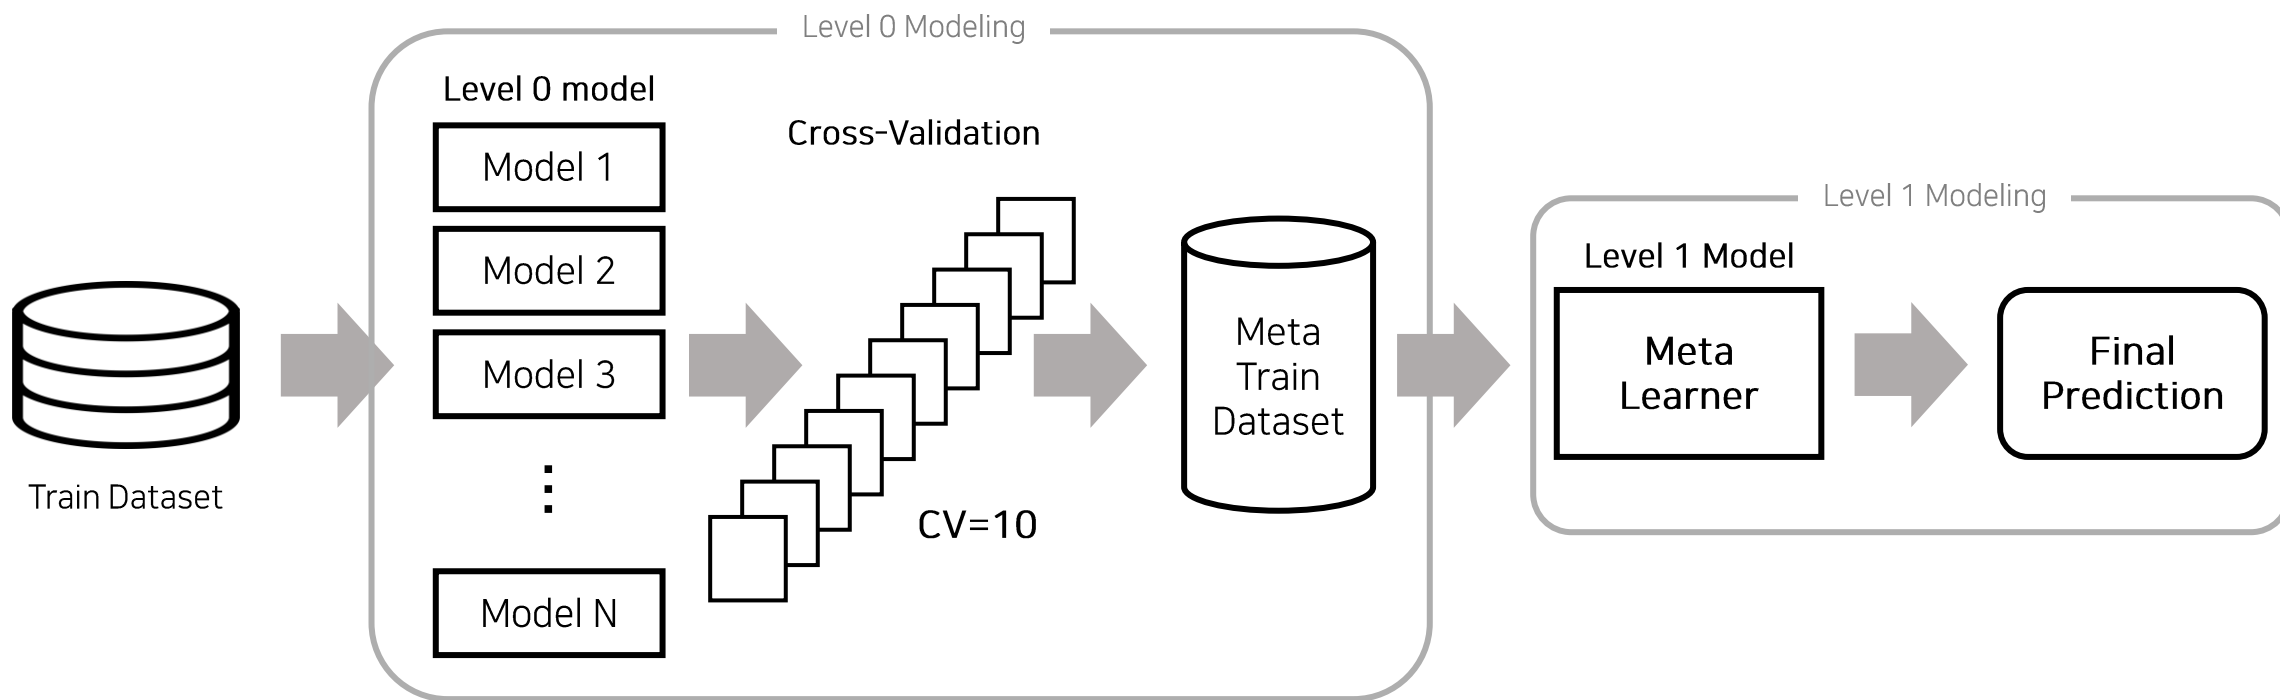 Level 0 Modeling
Level 0 model
Model 1
Model 2
Model 3
Model N
Cross-Validation
CV=10
Train Dataset
Meta
Train
Dataset
Level 1 Modeling
Level 1 Model
Meta
Learner
Final
Prediction